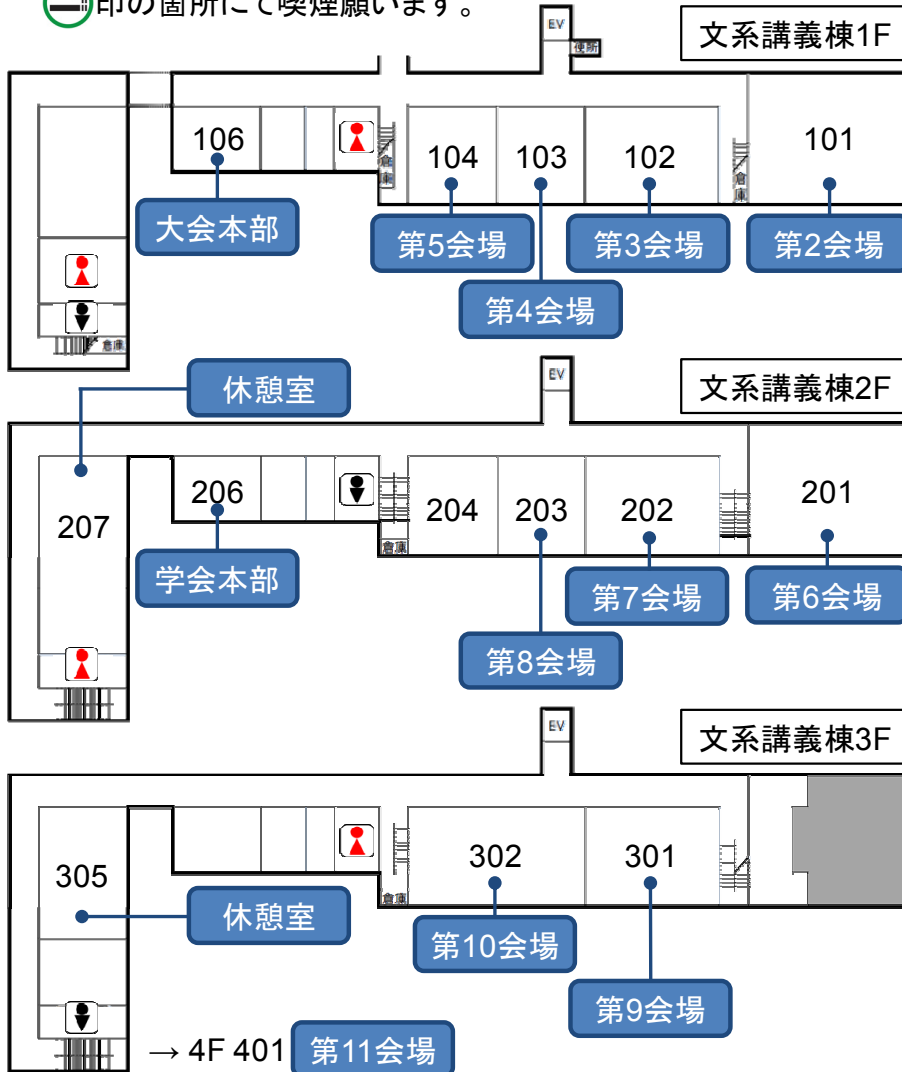 印の箇所にて喫煙願います。
EV
便所
文系講義棟1F
106
104
103
102
101
倉庫
倉庫
大会本部
第5会場
第3会場
第2会場
第4会場
倉庫
休憩室
EV
文系講義棟2F
207
206
204
203
202
201
倉庫
学会本部
第7会場
第6会場
第8会場
EV
文系講義棟3F
305
302
301
倉庫
休憩室
第10会場
第9会場
→ 4F 401 第11会場